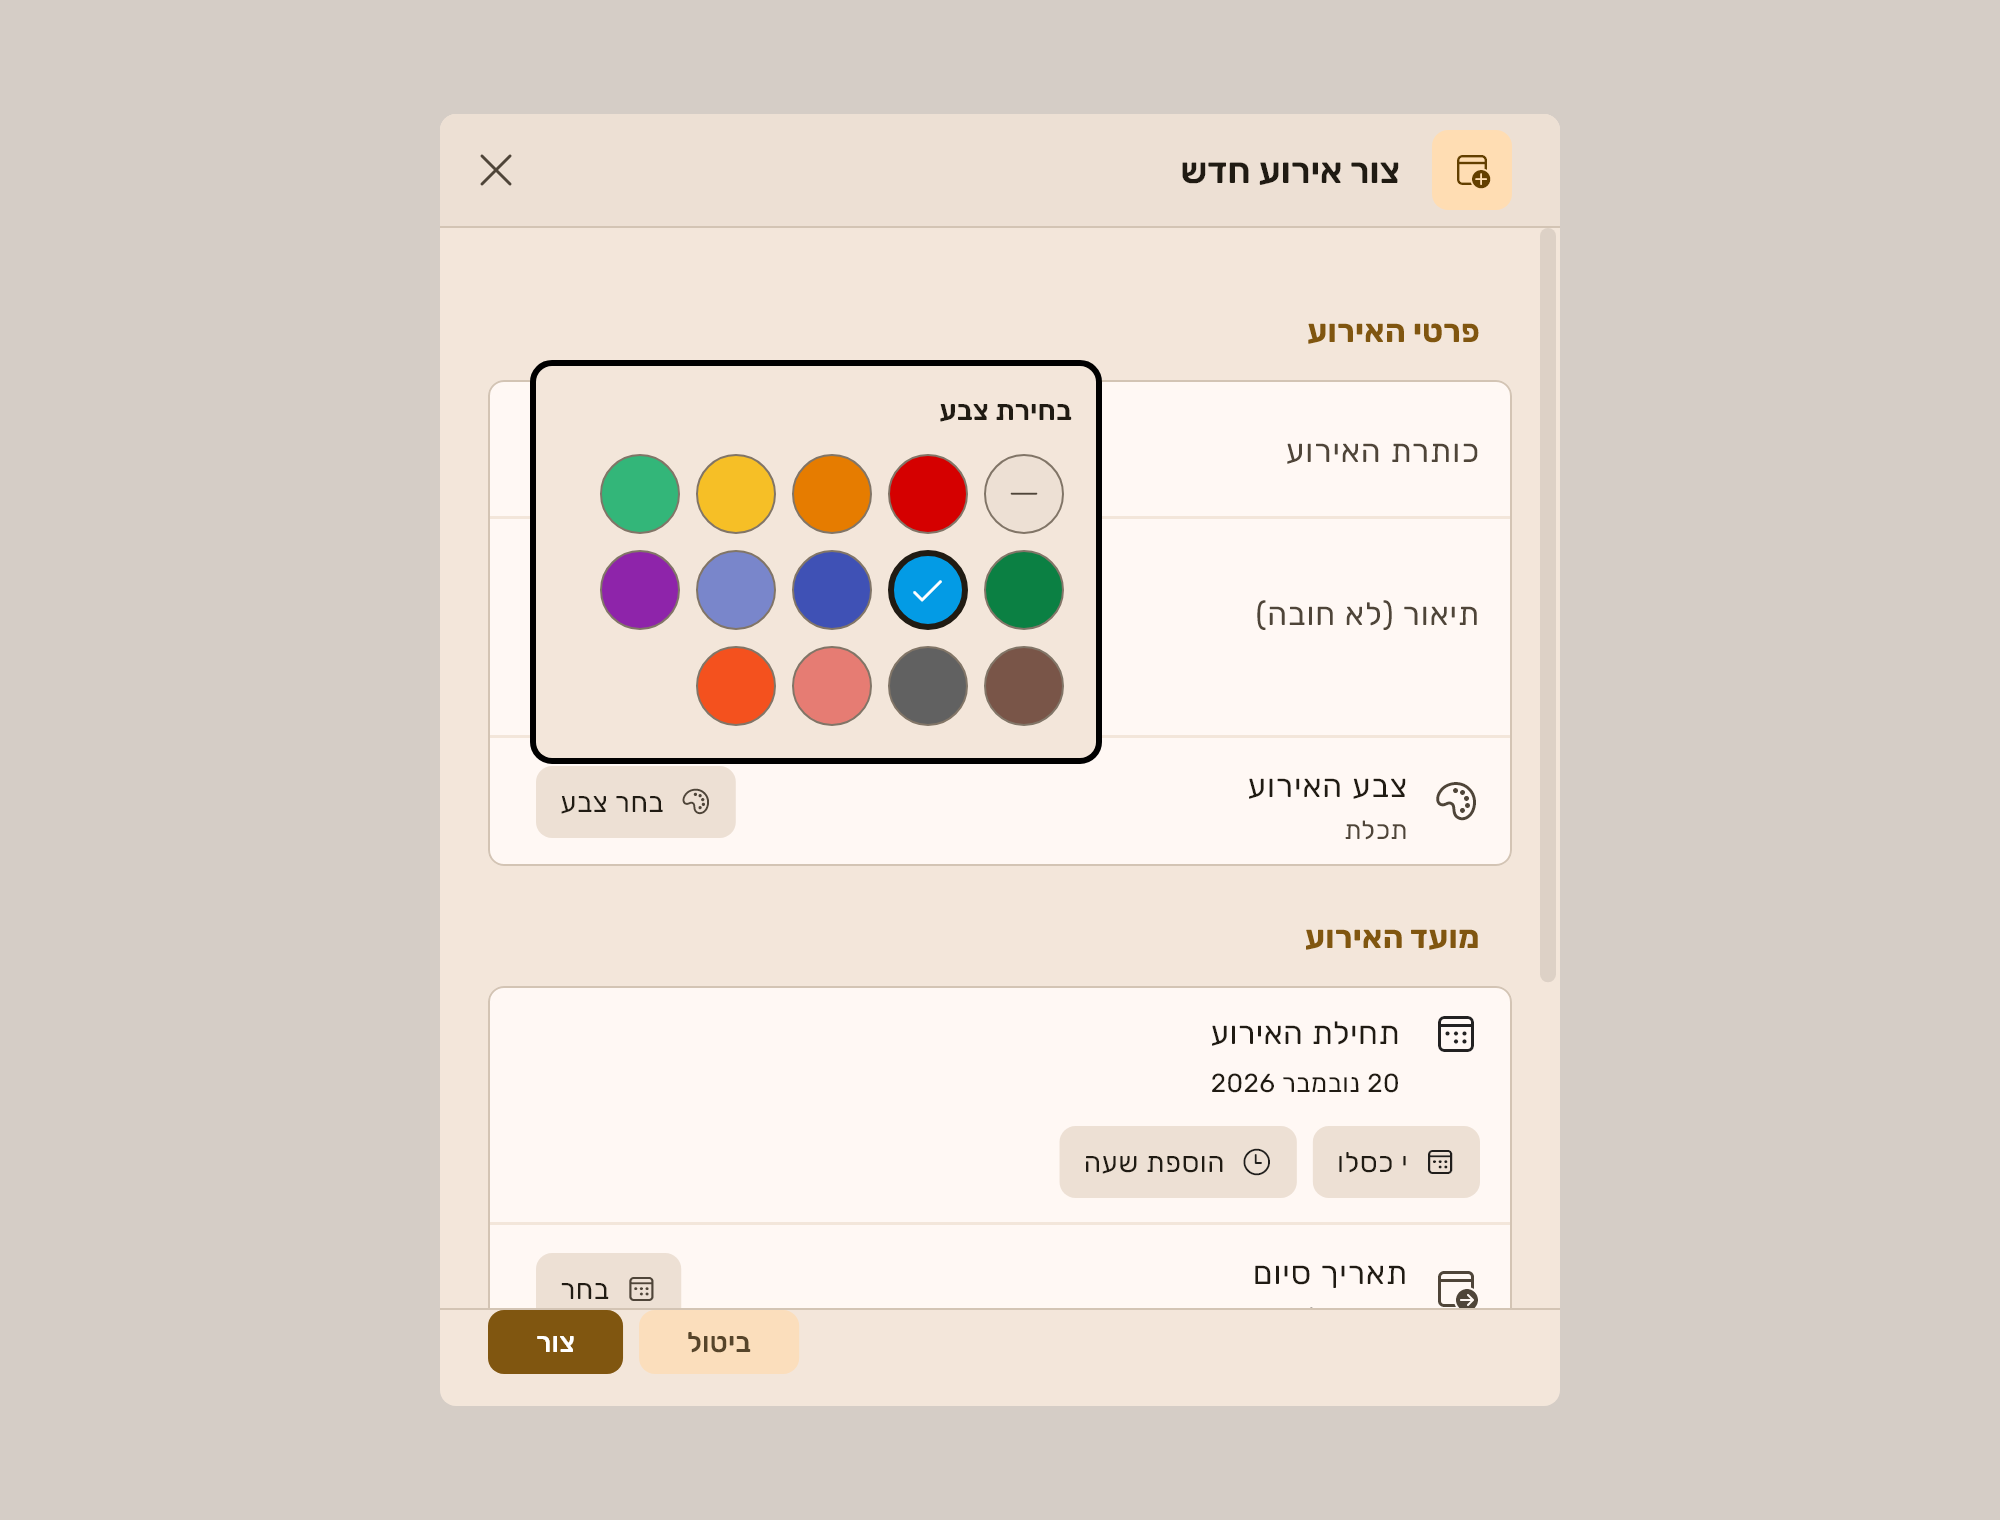 צור אירוע חדש
פרטי האירוע
בחירת צבע
כותרת האירוע
תיאור (לא חובה)
צבע האירוע
תכלת
בחר צבע
מועד האירוע
תחילת האירוע
20 נובמבר 2026
י כסלו
הוספת שעה
תאריך סיום
בחר
ביטול
צור